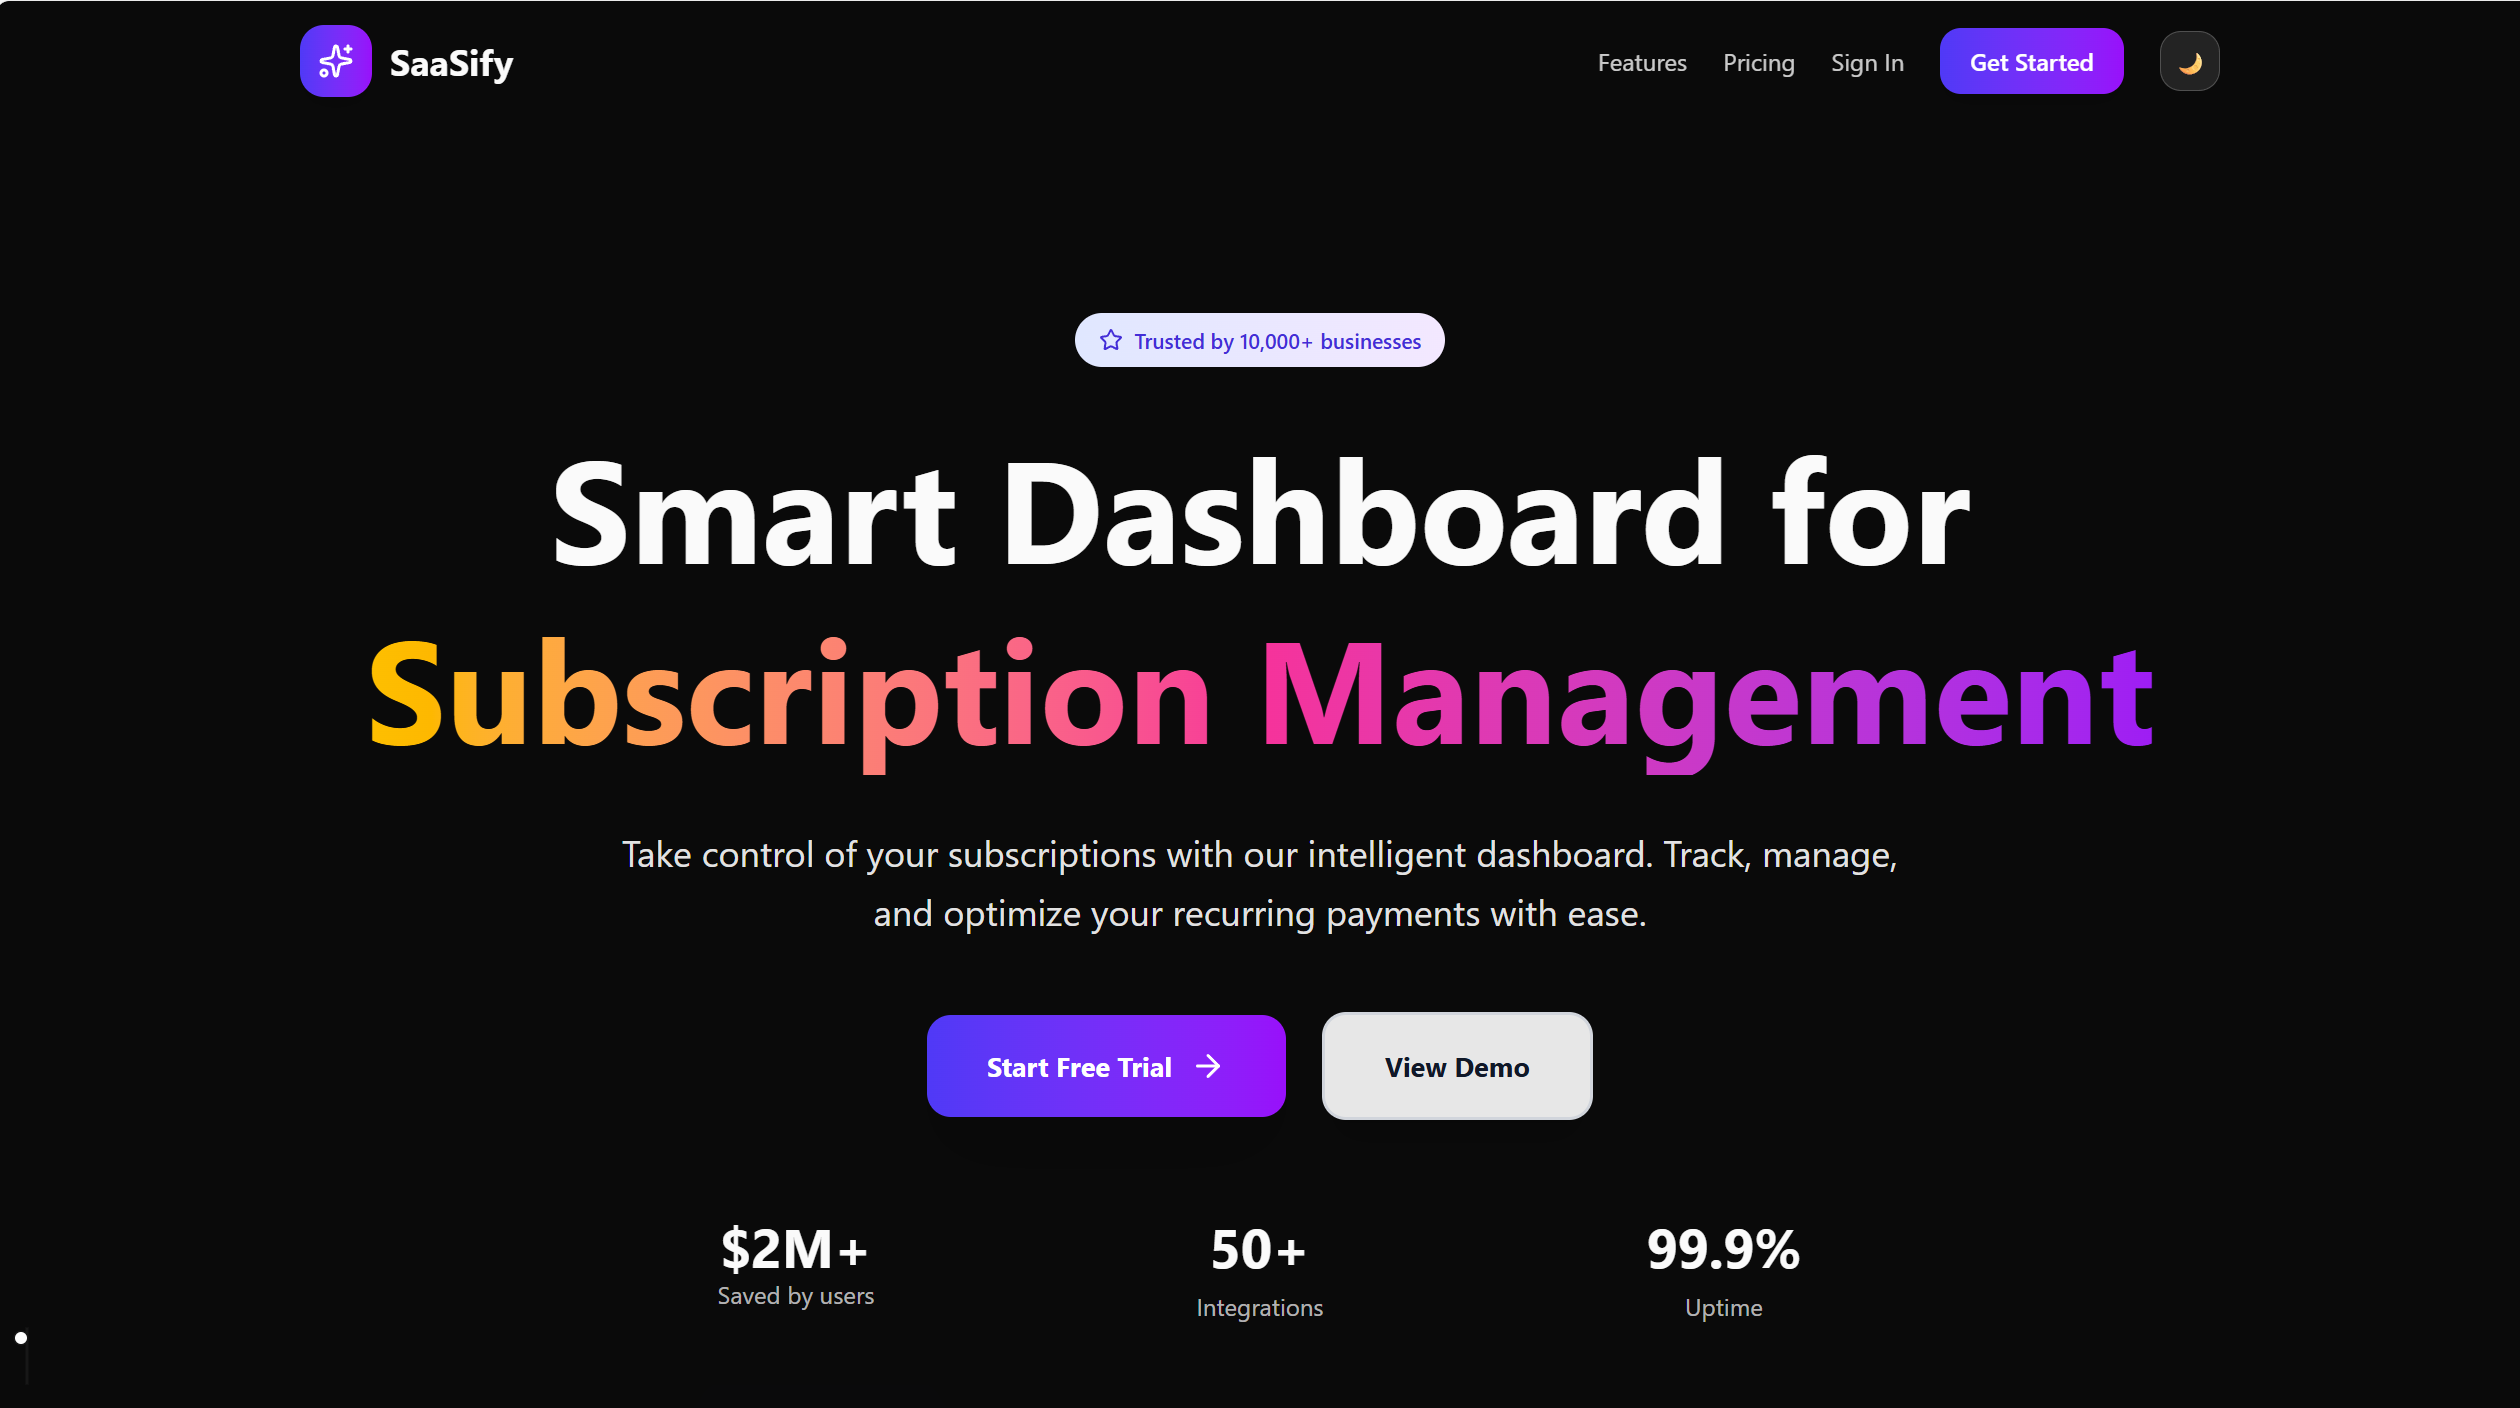 SaaSify
Features
Pricing
Sign In
Get Started
Trusted by 10,000+ businesses
Smart Dashboard for
Subscription Management
Take control of your subscriptions with our intelligent dashboard. Track, manage,
and optimize your recurring payments with ease.
Start Free Trial
View Demo
$2M+
Saved by users
50+
Integrations
99.9%
Uptime